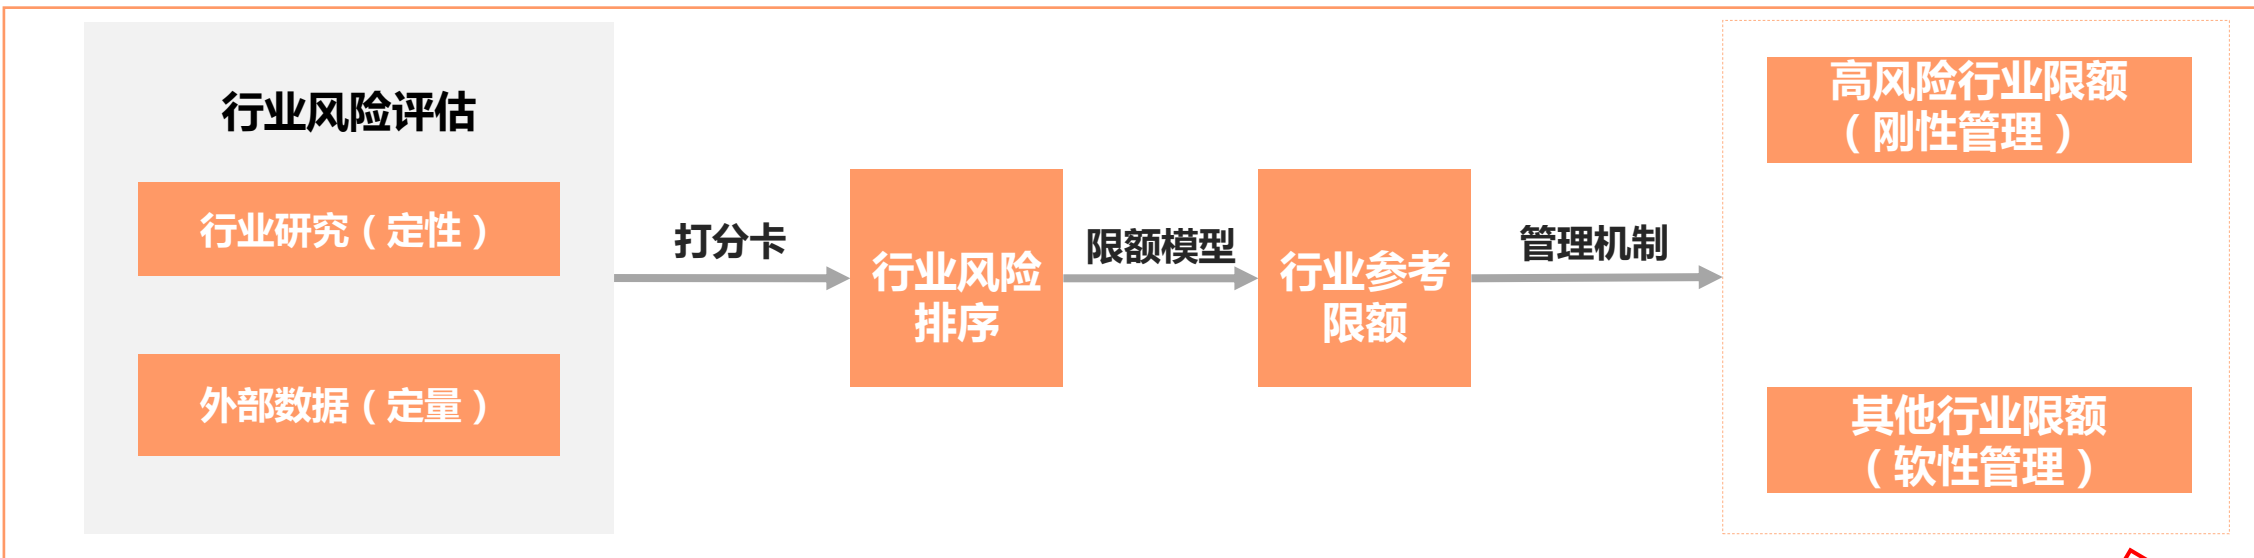 行业风险评估
行业研究（定性）
外部数据（定量）
打分卡
行业风险
排序
限额模型
行业参考
限额
管理机制
高风险行业限额
（刚性管理）
其他行业限额
（软性管理）